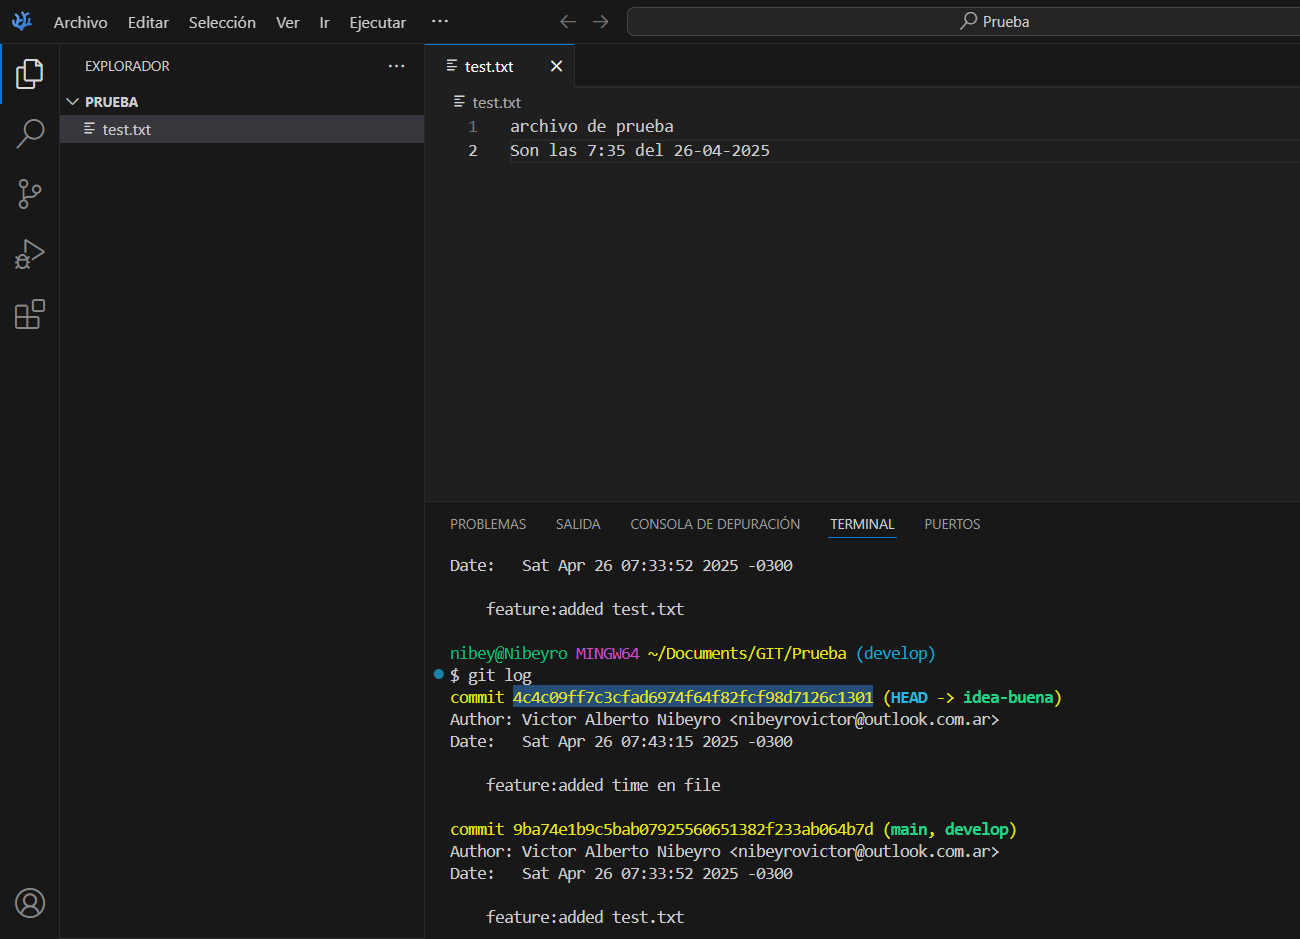 Archivo Editar Selección Ver Ir Ejecutar ···
Prueba
EXPLORADOR ···
PRUEBA
test.txt
test.txt
test.txt
1 archivo de prueba
2 Son las 7:35 del 26-04-2025
PROBLEMAS SALIDA CONSOLA DE DEPURACIÓN TERMINAL PUERTOS
Date: Sat Apr 26 07:33:52 2025 -0300
feature:added test.txt
nibey@Nibeyro MINGW64 ~/Documents/GIT/Prueba (develop)
$ git log
commit 4c4c09ff7c3cfad6974f64f82fcf98d7126c1301 (HEAD -> idea-buena)
Author: Victor Alberto Nibeyro <nibeyrovictor@outlook.com.ar>
Date: Sat Apr 26 07:43:15 2025 -0300
feature:added time en file
commit 9ba74e1b9c5bab07925560651382f233ab064b7d (main, develop)
Author: Victor Alberto Nibeyro <nibeyrovictor@outlook.com.ar>
Date: Sat Apr 26 07:33:52 2025 -0300
feature:added test.txt